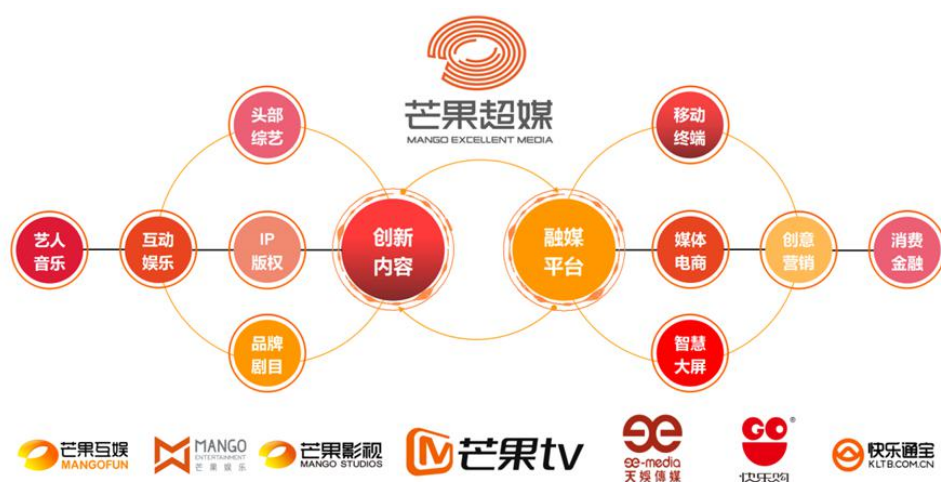 芒果超媒
MANGO EXCELLENT MEDIA
头部
综艺
移动
终端
艺人
音乐
互动
娱乐
IP
版权
创新
内容
融媒
平台
媒体
电商
创意
营销
消费
金融
品牌
剧目
智慧
大屏
芒果互娱
MANGOFUN
MANGO
ENTERTAINMENT
芒果娱乐
芒果影视
MANGO STUDIOS
芒果tv
ee-media
天娱傳媒
GO
®
快乐购
快乐通宝
KLTB.COM.CN